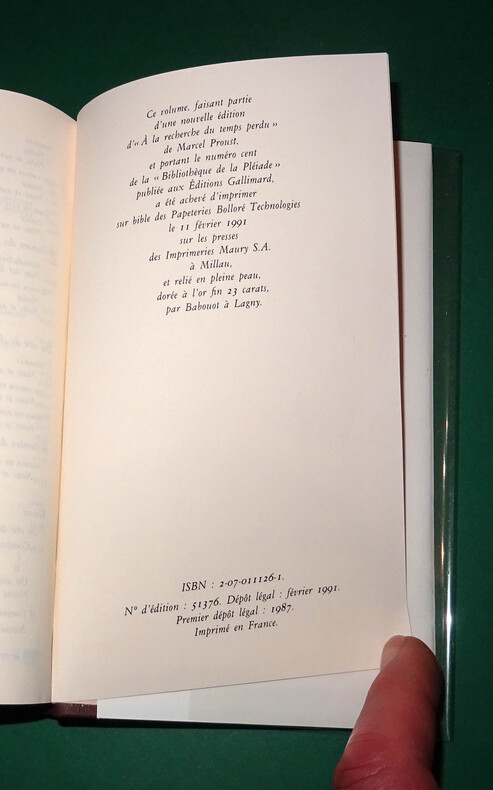 Ce volume, faisant partie
d'une nouvelle édition
d'« À la recherche du temps perdu »
de Marcel Proust,
et portant le numéro cent
de la « Bibliothèque de la Pléiade »
publiée aux Éditions Gallimard,
a été achevé d'imprimer
sur bible des Papeteries Bolloré Technologies
le 11 février 1991
sur les presses
des Imprimeries Maury S.A.
à Millau,
et relié en pleine peau,
dorée à l'or fin 23 carats,
par Babouot à Lagny.
ISBN : 2-07-011126-1.
N° d'édition : 51376. Dépôt légal : février 1991.
Premier dépôt légal : 1987.
Imprimé en France.